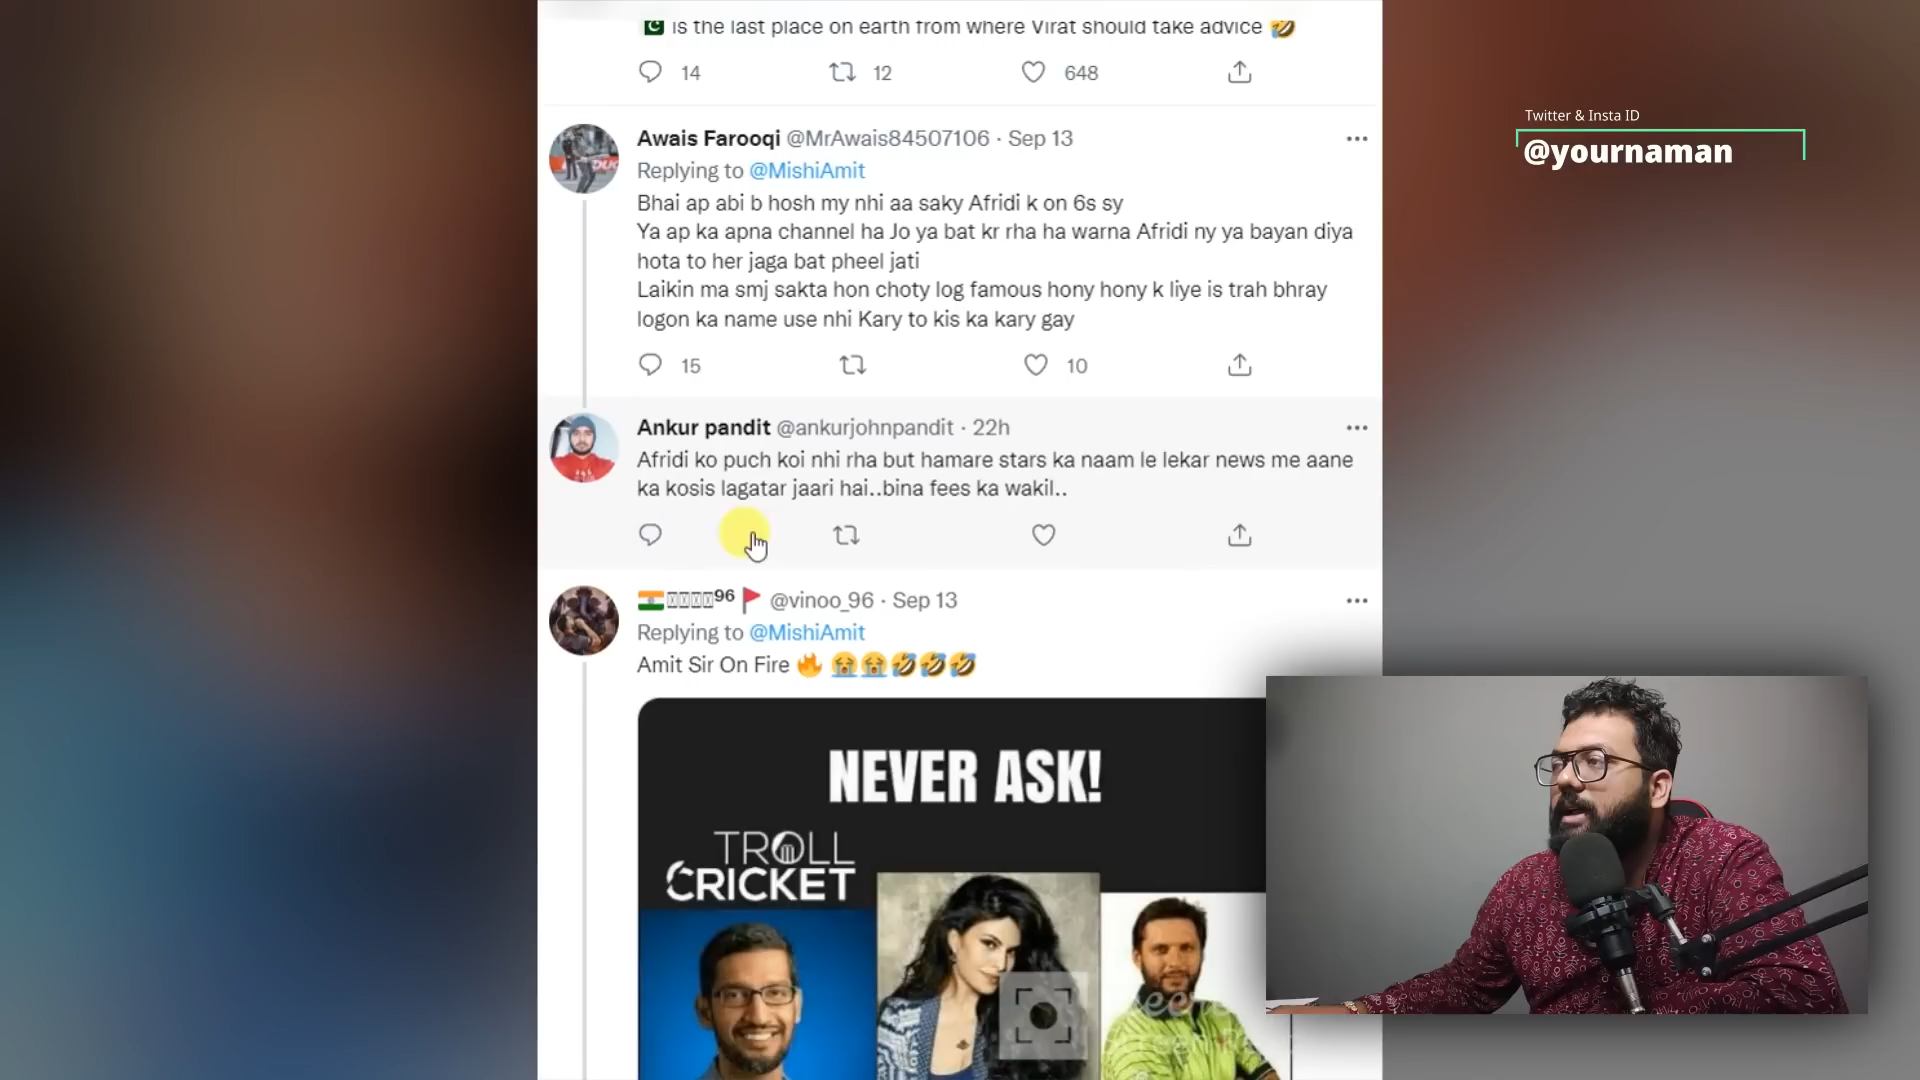 is the last place on earth from where Virat should take advice 🤣
14 12 648
Awais Farooqi @MrAwais84507106 · Sep 13
Replying to @MishiAmit
Bhai ap abi b hosh my nhi aa saky Afridi k on 6s sy
Ya ap ka apna channel ha Jo ya bat kr rha ha warna Afridi ny ya bayan diya
hota to her jaga bat pheel jati
Laikin ma smj sakta hon choty log famous hony hony k liye is trah bhray
logon ka name use nhi Kary to kis ka kary gay
15 10
Ankur pandit @ankurjohnpandit · 22h
Afridi ko puch koi nhi rha but hamare stars ka naam le lekar news me aane
ka kosis lagatar jaari hai..bina fees ka wakil..
96 @vinoo_96 · Sep 13
Replying to @MishiAmit
Amit Sir On Fire 🔥 😭😭🤣🤣🤣
NEVER ASK!
TROLL
CRICKET
Twitter & Insta ID
@yournaman